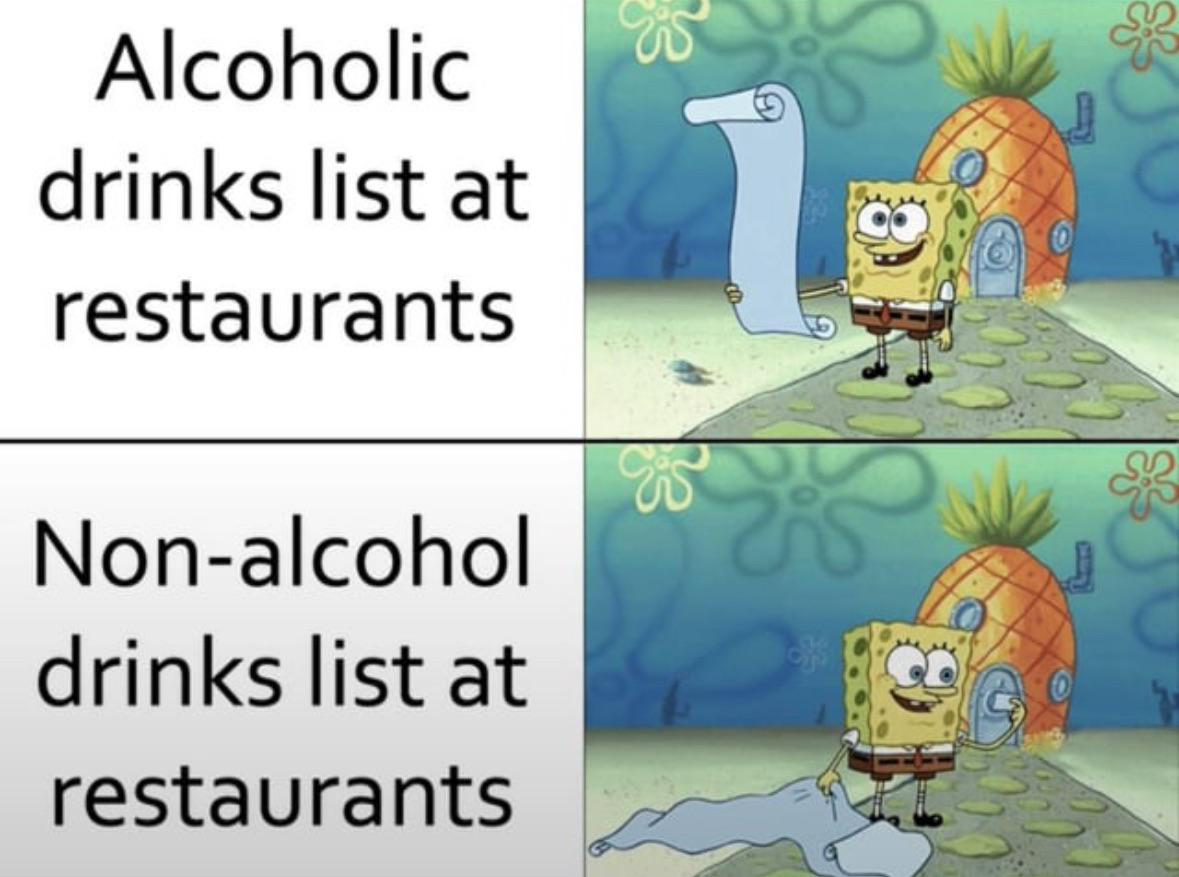 Alcoholic
drinks list at
restaurants
Non-alcohol
drinks list at
restaurants